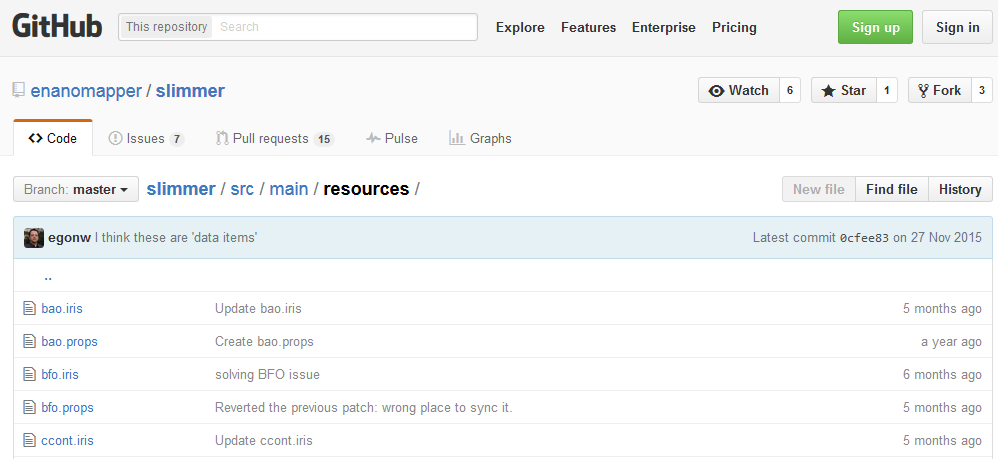 GitHub This repository Search Explore Features Enterprise Pricing Sign up Sign in
enanomapper / slimmer Watch 6 Star 1 Fork 3
Code Issues 7 Pull requests 15 Pulse Graphs
Branch: master slimmer / src / main / resources / New file Find file History
egonw I think these are 'data items' Latest commit 0cfee83 on 27 Nov 2015
..
bao.iris Update bao.iris 5 months ago
bao.props Create bao.props a year ago
bfo.iris solving BFO issue 6 months ago
bfo.props Reverted the previous patch: wrong place to sync it. 5 months ago
ccont.iris Update ccont.iris 5 months ago